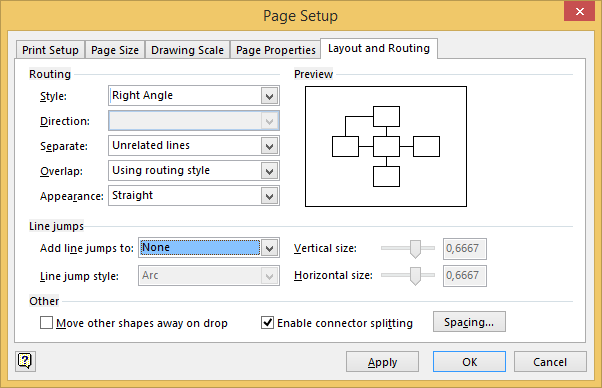 Page Setup
Print Setup Page Size Drawing Scale Page Properties Layout and Routing
Routing Preview
Style: Right Angle
Direction:
Separate: Unrelated lines
Overlap: Using routing style
Appearance: Straight
Line jumps
Add line jumps to: None Vertical size: 0,6667
Line jump style: Arc Horizontal size: 0,6667
Other
Move other shapes away on drop Enable connector splitting Spacing...
? Apply OK Cancel